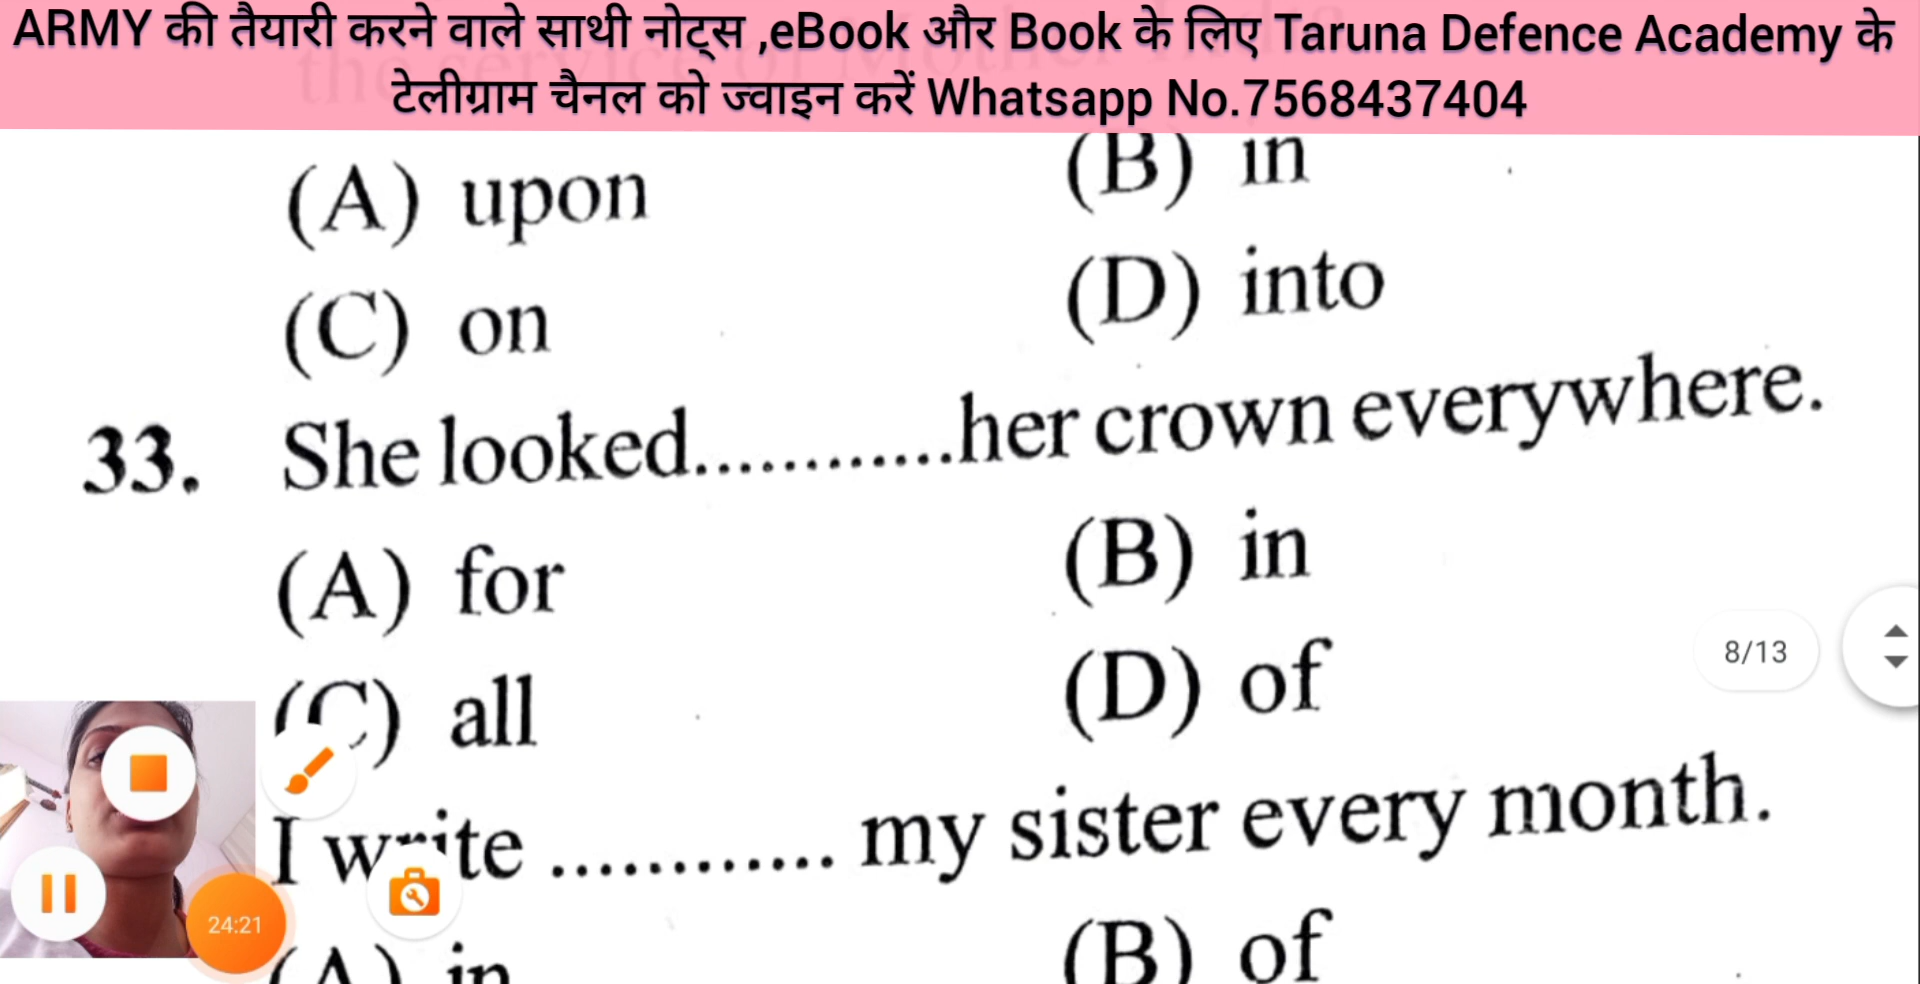 ARMY की तैयारी करने वाले साथी नोट्स ,eBook और Book के लिए Taruna Defence Academy के
टेलीग्राम चैनल को ज्वाइन करें Whatsapp No.7568437404
(A) upon (B) in
(C) on (D) into
33. She looked............her crown everywhere.
(A) for (B) in
(C) all (D) of
8/13
I write ............. my sister every month.
24:21
(A) in (B) of